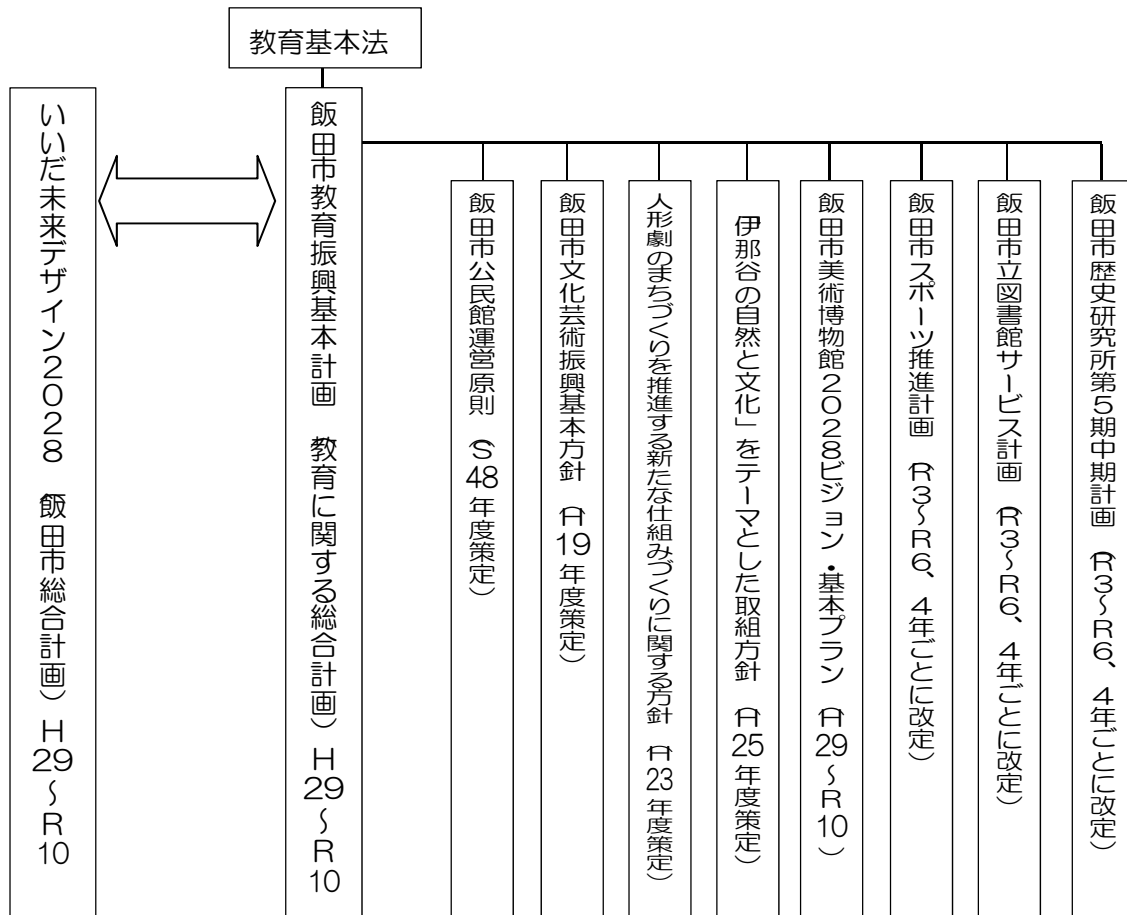 教育基本法
いいだ未来デザイン2028　（飯田市総合計画）H29～R10
飯田市教育振興基本計画　（教育に関する総合計画）H29～R10
飯田市公民館運営原則　（S48年度策定）
飯田市文化芸術振興基本方針　（H19年度策定）
人形劇のまちづくりを推進する新たな仕組みづくりに関する方針　（H23年度策定）
伊那谷の自然と文化」をテーマとした取組方針　（H25年度策定）
飯田市美術博物館2028ビジョン・基本プラン　（H29～R10）
飯田市スポーツ推進計画　（R3～R6、4年ごとに改定）
飯田市立図書館サービス計画　（R3～R6、4年ごとに改定）
飯田市歴史研究所第5期中期計画　（R3～R6、4年ごとに改定）